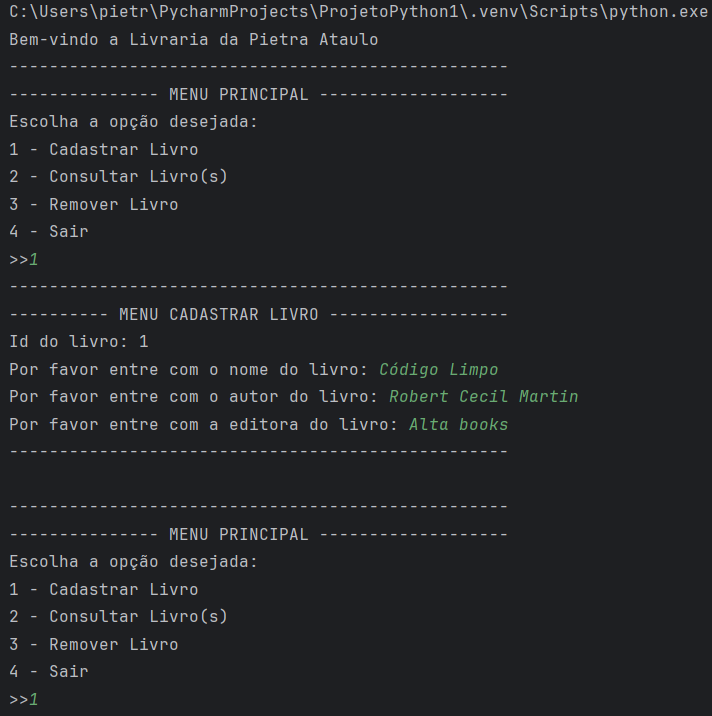 C:\Users\pietr\PycharmProjects\ProjetoPython1\.venv\Scripts\python.exe
Bem-vindo a Livraria da Pietra Ataulo
--------------------------------------------------
--------------- MENU PRINCIPAL -------------------
Escolha a opção desejada:
1 - Cadastrar Livro
2 - Consultar Livro(s)
3 - Remover Livro
4 - Sair
>>1
--------------------------------------------------
---------- MENU CADASTRAR LIVRO ------------------
Id do livro: 1
Por favor entre com o nome do livro: Código Limpo
Por favor entre com o autor do livro: Robert Cecil Martin
Por favor entre com a editora do livro: Alta books
--------------------------------------------------

--------------------------------------------------
--------------- MENU PRINCIPAL -------------------
Escolha a opção desejada:
1 - Cadastrar Livro
2 - Consultar Livro(s)
3 - Remover Livro
4 - Sair
>>1